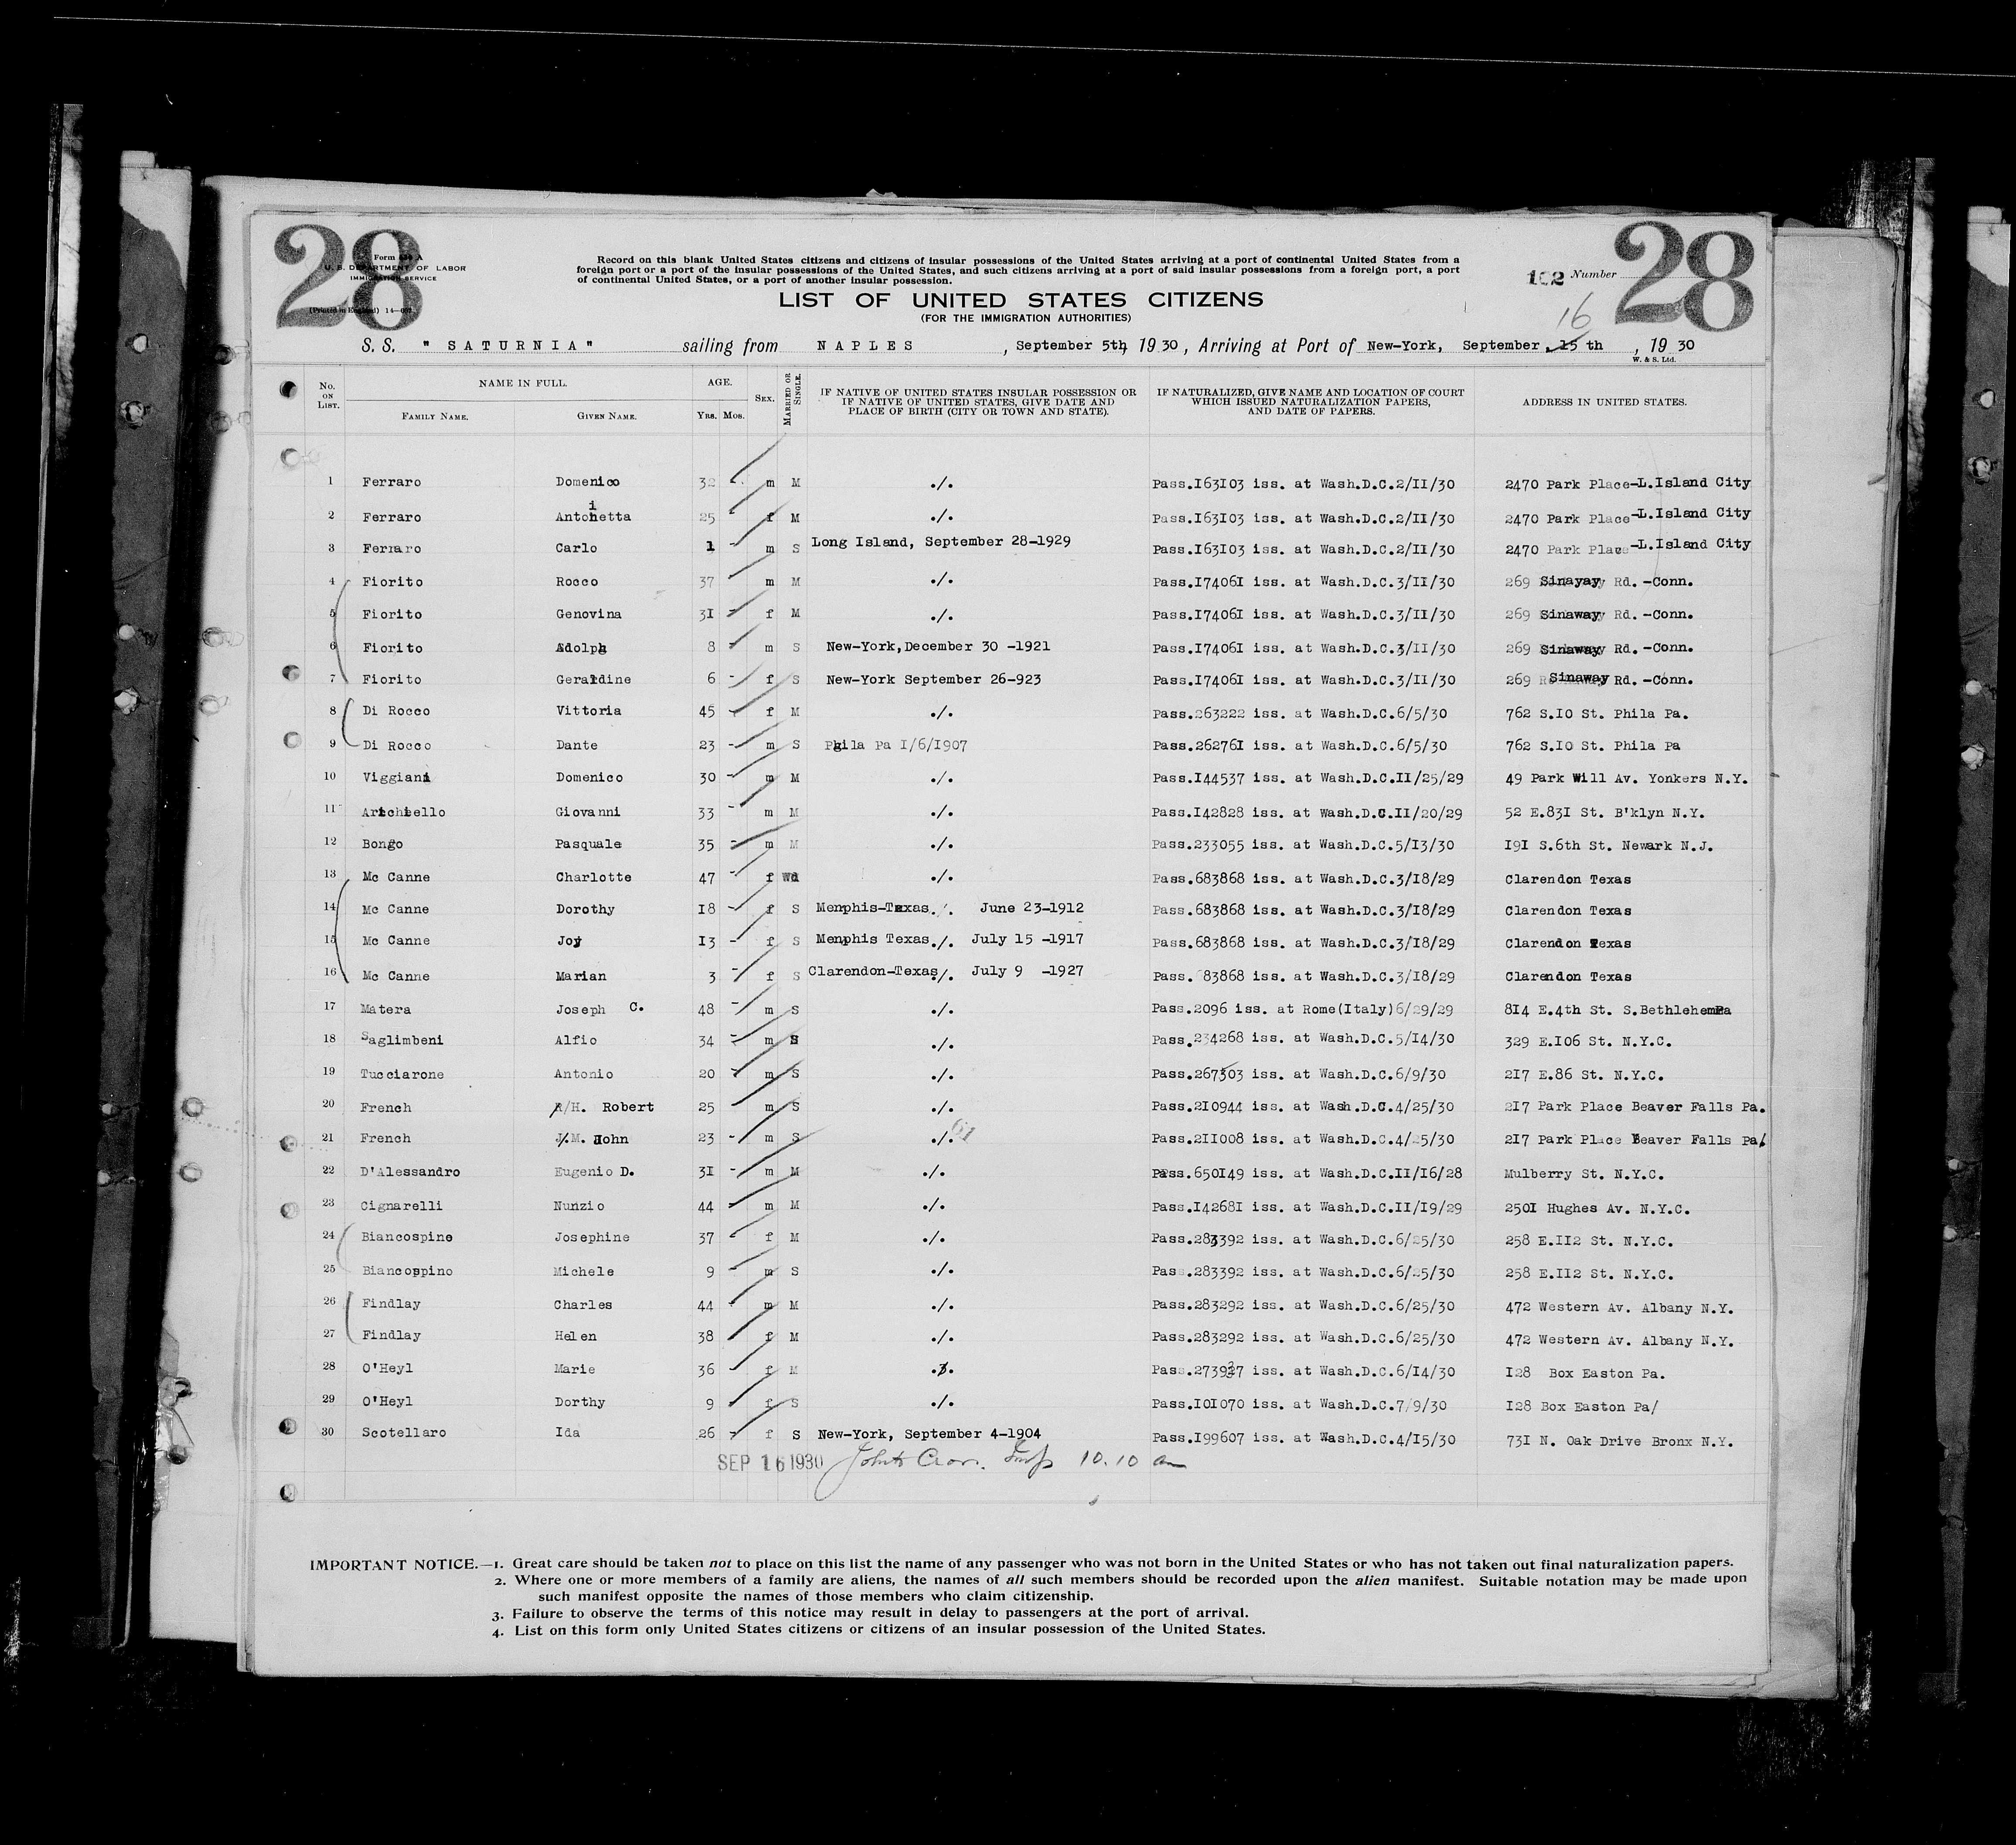 28
28
Form 630 A
U. S. DEPARTMENT OF LABOR
IMMIGRATION SERVICE
(Printed in England) 14—
Record on this blank United States citizens and citizens of insular possessions of the United States arriving at a port of continental United States from a
foreign port or a port of the insular possessions of the United States, and such citizens arriving at a port of said insular possessions from a foreign port, a port
of continental United States, or a port of another insular possession.
Number
LIST OF UNITED STATES CITIZENS
(FOR THE IMMIGRATION AUTHORITIES)
16
S. S. "SATURNIA" sailing from NAPLES, September 5th, 1930, Arriving at Port of New-York, September, 15 th, 1930
W. & S. Ltd.
No. ON LIST. NAME IN FULL. FAMILY NAME. GIVEN NAME. AGE. YRS. MOS. SEX. MARRIED OR SINGLE. IF NATIVE OF UNITED STATES INSULAR POSSESSION OR IF NATIVE OF UNITED STATES, GIVE DATE AND PLACE OF BIRTH (CITY OR TOWN AND STATE). IF NATURALIZED, GIVE NAME AND LOCATION OF COURT WHICH ISSUED NATURALIZATION PAPERS, AND DATE OF PAPERS. ADDRESS IN UNITED STATES.
1 Ferraro Domenico 32 m M ./. Pass.163103 iss. at Wash.D.C.2/11/30 2470 Park Place-L.Island City
2 Ferraro Antonietta 25 f M ./. Pass.163103 iss. at Wash.D.C.2/11/30 2470 Park Place-L.Island City
3 Ferraro Carlo 1 m S Long Island, September 28-1929 Pass.163103 iss. at Wash.D.C.2/11/30 2470 Park Place-L.Island City
4 Fiorito Rocco 37 m M ./. Pass.174061 iss. at Wash.D.C.3/11/30 269 Sinayay Rd. -Conn.
5 Fiorito Genovina 31 f M ./. Pass.174061 iss. at Wash.D.C.3/11/30 269 Sinaway Rd. -Conn.
6 Fiorito Adolph 8 m S New-York,December 30 -1921 Pass.174061 iss. at Wash.D.C.3/11/30 269 Sinaway Rd. -Conn.
7 Fiorito Geraldine 6 f S New-York September 26-923 Pass.174061 iss. at Wash.D.C.3/11/30 269 Sinaway Rd. -Conn.
8 Di Rocco Vittoria 45 f M ./. Pass.263222 iss. at Wash.D.C.6/5/30 762 S.10 St. Phila Pa.
9 Di Rocco Dante 23 m S Phila Pa 1/6/1907 Pass.262761 iss. at Wash.D.C.6/5/30 762 S.10 St. Phila Pa
10 Viggiani Domenico 30 m M ./. Pass.144537 iss. at Wash.D.C.11/25/29 49 Park Will Av. Yonkers N.Y.
11 Giovanni 33 m M ./. Pass.142828 iss. at Wash.D.C.11/20/29 52 E.831 St. B'klyn N.Y.
12 Bongo Pasquale 35 m M ./. Pass.233055 iss. at Wash.D.C.5/13/30 191 S.6th St. Newark N.J.
13 Mc Canne Charlotte 47 f Wd ./. Pass.683868 iss. at Wash.D.C.3/18/29 Clarendon Texas
14 Mc Canne Dorothy 18 f S Memphis-Texas./. June 23-1912 Pass.683868 iss. at Wash.D.C.3/18/29 Clarendon Texas
15 Mc Canne Joy 13 f S Memphis Texas./. July 15 -1917 Pass.683868 iss. at Wash.D.C.3/18/29 Clarendon Texas
16 Mc Canne Marian 3 f S Clarendon-Texas./. July 9 -1927 Pass. 83868 iss. at Wash.D.C.3/18/29 Clarendon Texas
17 Matera Joseph C. 48 m S ./. Pass.2096 iss. at Rome(Italy)6/29/29 814 E.4th St. S.Bethlehem Pa
18 Saglimbeni Alfio 34 m S ./. Pass.234268 iss. at Wash.D.C.5/14/30 329 E.106 St. N.Y.C.
19 Tucciarone Antonio 20 m S ./. Pass.267303 iss. at Wash.D.C.6/9/30 217 E.86 St. N.Y.C.
20 French R/H. Robert 25 m S ./. Pass.210944 iss. at Wash.D.C.4/25/30 217 Park Place Beaver Falls Pa.
21 French J/M. John 23 m S ./. Pass.211008 iss. at Wash.D.C.4/25/30 217 Park Place Beaver Falls Pa/
22 D'Alessandro Eugenio D. 31 m M ./. Pass.650149 iss. at Wash.D.C.11/16/28 Mulberry St. N.Y.C.
23 Cignarelli Nunzio 44 m M ./. Pass.142681 iss. at Wash.D.C.11/19/29 2501 Hughes Av. N.Y.C.
24 Biancospino Josephine 37 f M ./. Pass.283392 iss. at Wash.D.C.6/25/30 258 E.112 St. N.Y.C.
25 Biancospino Michele 9 m S ./. Pass.283392 iss. at Wash.D.C.6/25/30 258 E.112 St. N.Y.C.
26 Findlay Charles 44 m M ./. Pass.283292 iss. at Wash.D.C.6/25/30 472 Western Av. Albany N.Y.
27 Findlay Helen 38 f M ./. Pass.283292 iss. at Wash.D.C.6/25/30 472 Western Av. Albany N.Y.
28 O'Heyl Marie 36 f M ./. Pass.273927 iss. at Wash.D.C.6/14/30 128 Box Easton Pa.
29 O'Heyl Dorthy 9 f S ./. Pass.101070 iss. at Wash.D.C.7/9/30 128 Box Easton Pa/
30 Scotellaro Ida 26 f S New-York, September 4-1904 Pass.199607 iss. at Wash.D.C.4/15/30 731 N. Oak Drive Bronx N.Y.
SEP 16 1930 Insp 10.10 am
IMPORTANT NOTICE.—1. Great care should be taken not to place on this list the name of any passenger who was not born in the United States or who has not taken out final naturalization papers.
2. Where one or more members of a family are aliens, the names of all such members should be recorded upon the alien manifest. Suitable notation may be made upon
such manifest opposite the names of those members who claim citizenship.
3. Failure to observe the terms of this notice may result in delay to passengers at the port of arrival.
4. List on this form only United States citizens or citizens of an insular possession of the United States.